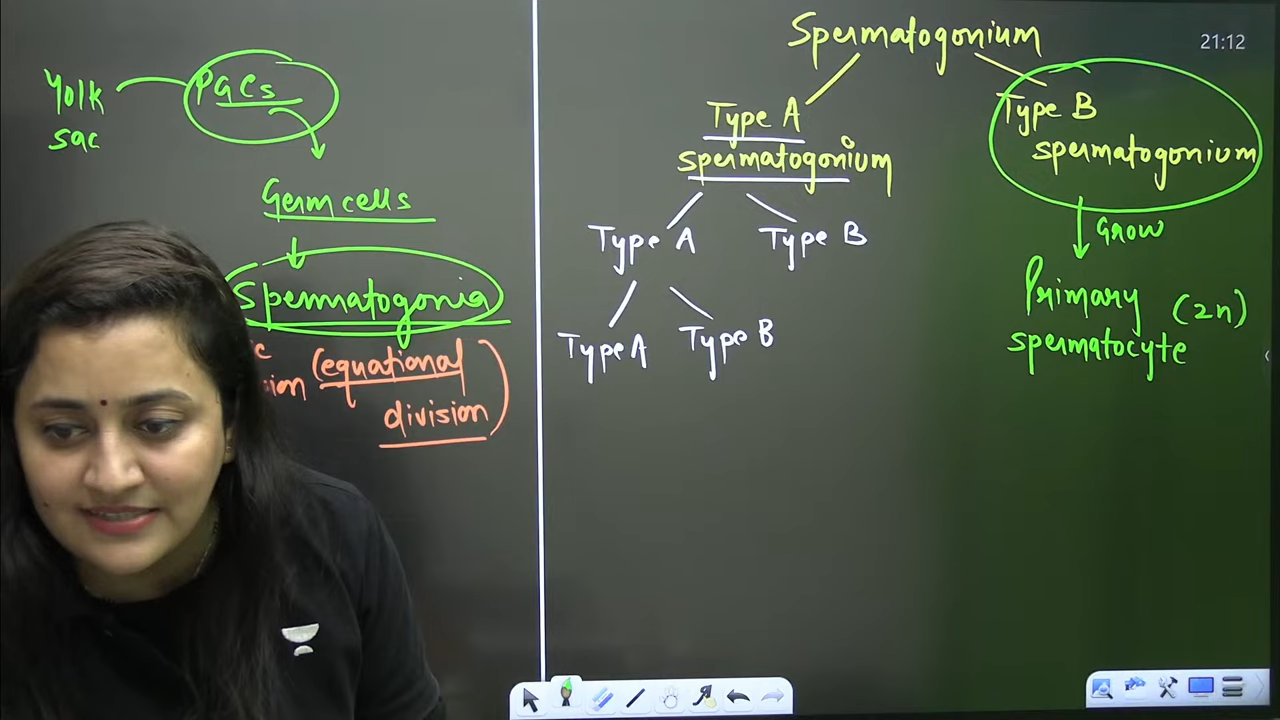 Yolk
sac
PGCs
Germ cells
Spermatogonia
(equational
division)
Spermatogonium
21:12
Type A
spermatogonium
Type B
spermatogonium
Type A
Type B
Type A
Type B
Grow
Primary
spermatocyte
(2n)